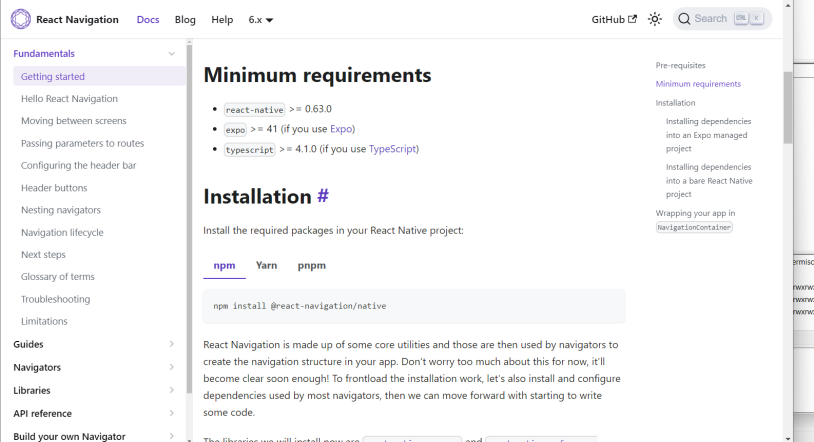 React Navigation Docs Blog Help 6.x GitHub Search CTRL K
Fundamentals
Getting started
Hello React Navigation
Moving between screens
Passing parameters to routes
Configuring the header bar
Header buttons
Nesting navigators
Navigation lifecycle
Next steps
Glossary of terms
Troubleshooting
Limitations
Guides
Navigators
Libraries
API reference
Build your own Navigator
Minimum requirements
react-native >= 0.63.0
expo >= 41 (if you use Expo)
typescript >= 4.1.0 (if you use TypeScript)
Installation #
Install the required packages in your React Native project:
npm Yarn pnpm
npm install @react-navigation/native
React Navigation is made up of some core utilities and those are then used by navigators to
create the navigation structure in your app. Don't worry too much about this for now, it'll
become clear soon enough! To frontload the installation work, let's also install and configure
dependencies used by most navigators, then we can move forward with starting to write
some code.
The libraries we will install now are and
Pre-requisites
Minimum requirements
Installation
Installing dependencies
into an Expo managed
project
Installing dependencies
into a bare React Native
project
Wrapping your app in
NavigationContainer